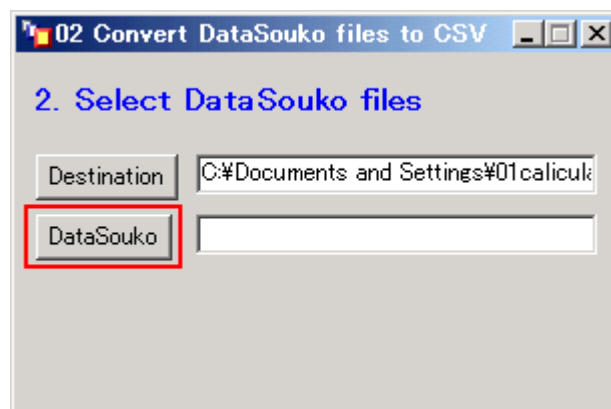 02 Convert DataSouko files to CSV
2. Select DataSouko files
Destination
C:¥Documents and Settings¥01calicula
DataSouko